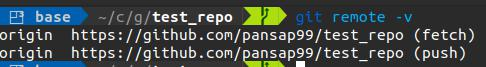 base ~/c/g/test_repo git remote -v
origin https://github.com/pansap99/test_repo (fetch)
origin https://github.com/pansap99/test_repo (push)